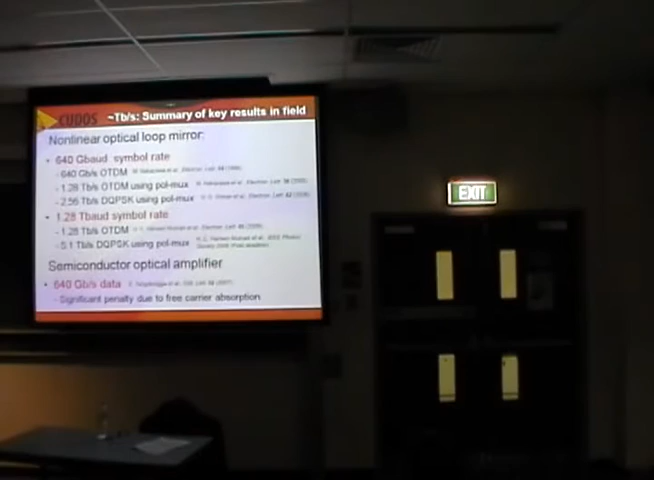 CUDOS
~Tb/s: Summary of key results in field
Nonlinear optical loop mirror:
• 640 Gbaud symbol rate
- 640 Gb/s OTDM
- 1.28 Tb/s OTDM using pol-mux
- 2.56 Tb/s DQPSK using pol-mux
• 1.28 Tbaud symbol rate
- 1.28 Tb/s OTDM
- 5.1 Tb/s DQPSK using pol-mux
Semiconductor optical amplifier
• 640 Gb/s data
- Significant penalty due to free carrier absorption
EXIT